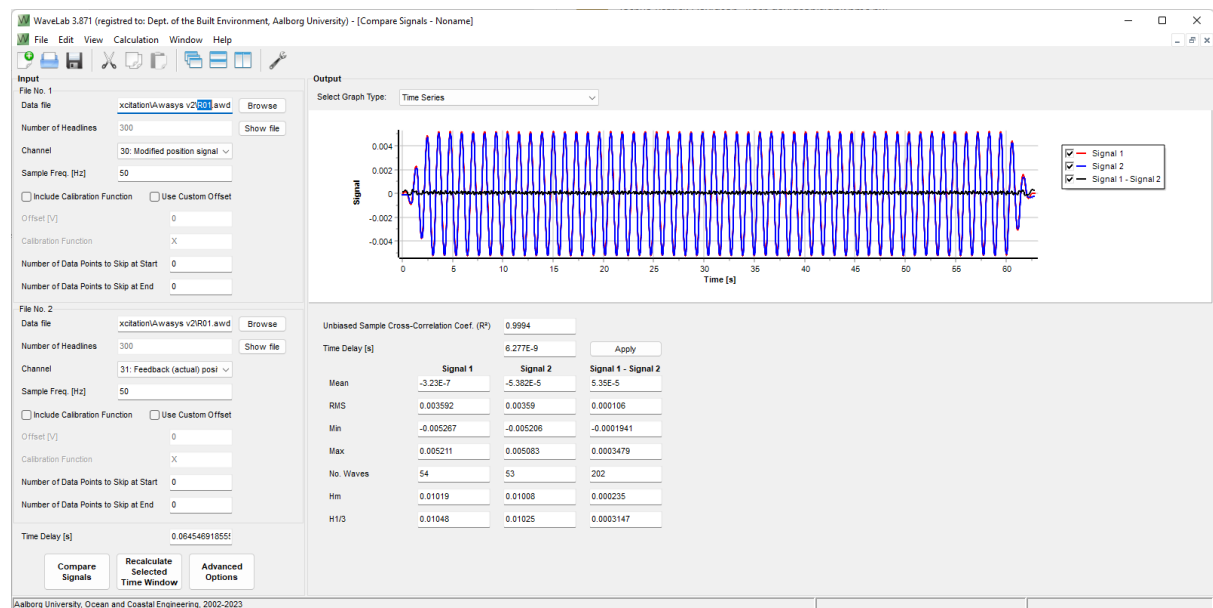 WaveLab 3.871 (registred to: Dept. of the Built Environment, Aalborg University) - [Compare Signals - Noname]
File Edit View Calculation Window Help
Input
File No. 1
Data file xcitation\Awasys v2\R01.awd Browse
Number of Headlines 300 Show file
Channel 30: Modified position signal
Sample Freq. [Hz] 50
Include Calibration Function Use Custom Offset
Offset [V] 0
Calibration Function X
Number of Data Points to Skip at Start 0
Number of Data Points to Skip at End 0
File No. 2
Data file xcitation\Awasys v2\R01.awd Browse
Number of Headlines 300 Show file
Channel 31: Feedback (actual) posi
Sample Freq. [Hz] 50
Include Calibration Function Use Custom Offset
Offset [V] 0
Calibration Function X
Number of Data Points to Skip at Start 0
Number of Data Points to Skip at End 0
Time Delay [s] 0.06454691855
Compare Signals
Recalculate Selected Time Window
Advanced Options
Output
Select Graph Type: Time Series
Signal
0.004
0.002
0
-0.002
-0.004
0 5 10 15 20 25 30 35 40 45 50 55 60
Time [s]
Signal 1
Signal 2
Signal 1 - Signal 2
Unbiased Sample Cross-Correlation Coef. (R²) 0.9994
Time Delay [s] 6.277E-9 Apply
Signal 1 Signal 2 Signal 1 - Signal 2
Mean -3.23E-7 -5.382E-5 5.35E-5
RMS 0.003592 0.00359 0.000106
Min -0.005267 -0.005206 -0.0001941
Max 0.005211 0.005083 0.0003479
No. Waves 54 53 202
Hm 0.01019 0.01008 0.000235
H1/3 0.01048 0.01025 0.0003147
Aalborg University, Ocean and Coastal Engineering, 2002-2023